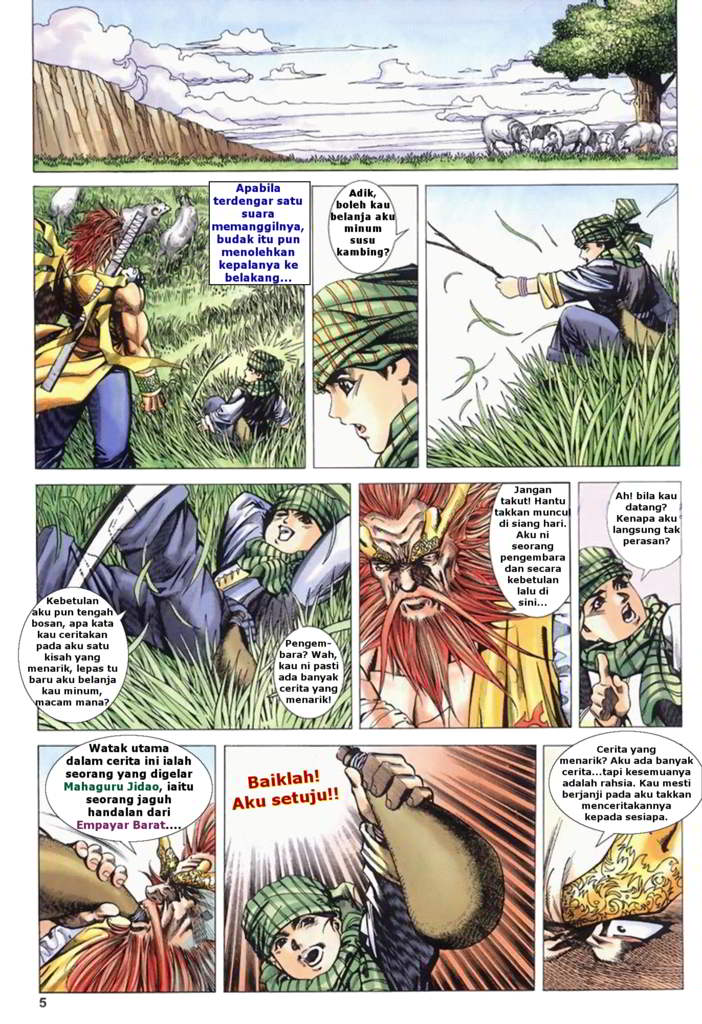 Adik,
boleh kau
belanja aku
minum
susu
kambing?
Apabila
terdengar satu
suara
memanggilnya,
budak itu pun
menolehkan
kepalanya ke
belakang...
Ah! bila kau
datang?
Kenapa aku
langsung tak
perasan?
Jangan
takut! Hantu
takkan muncul
di siang hari.
Aku ni
seorang
pengembara
dan secara
kebetulan
lalu di
sini...
Pengem-
bara? Wah,
kau ni pasti
ada banyak
cerita yang
menarik!
Kebetulan
aku pun tengah
bosan, apa kata
kau ceritakan
pada aku satu
kisah yang
menarik, lepas tu
baru aku belanja
kau minum,
macam mana?
Cerita yang
menarik? Aku ada banyak
cerita...tapi kesemuanya
adalah rahsia. Kau mesti
berjanji pada aku takkan
menceritakannya
kepada sesiapa.
Baiklah!
Aku setuju!!
Watak utama
dalam cerita ini ialah
seorang yang digelar
Mahaguru Jidao, iaitu
seorang jaguh
handalan dari
Empayar Barat....
5